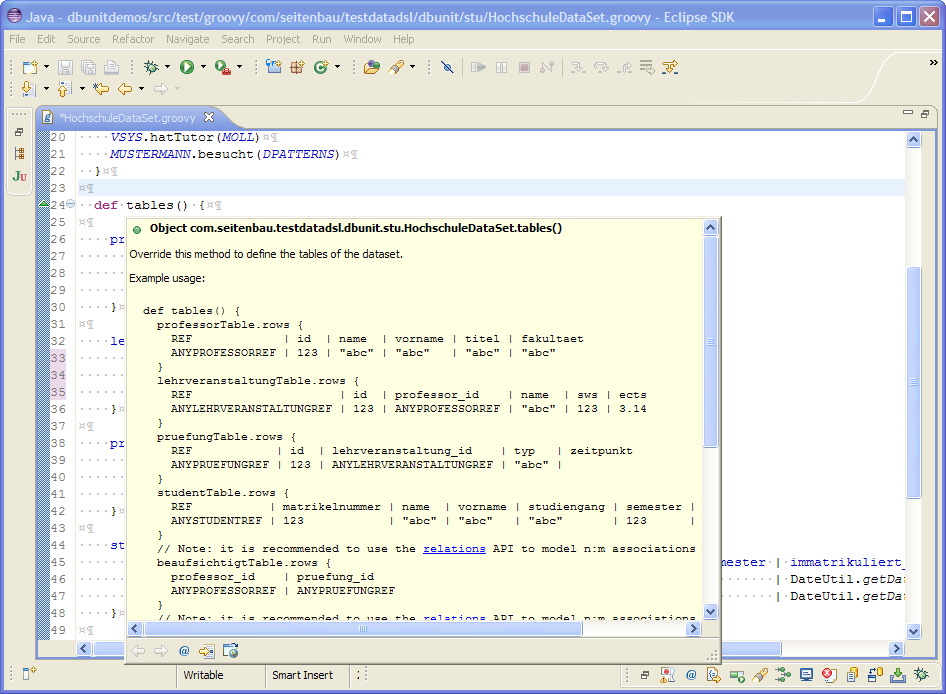 Java - dbunitdemos/src/test/groovy/com/seitenbau/testdatadsl/dbunit/stu/HochschuleDataSet.groovy - Eclipse SDK
File Edit Source Refactor Navigate Search Project Run Window Help
*HochschuleDataSet.groovy
20 ····VSYS.hatTutor(MOLL)¤¶
21 ····MUSTERMANN.besucht(DPATTERNS)¤¶
22 ··}¤¶
23 ¤¶
24 ··def tables() {¤¶
25 ¤¶
26 ····pr
27 ····
28 ····
29 ····
30 ····}¤
31 ¤¶
32 ····le
33 ····
34 ····
35 ····
36 ····}¤
37 ¤¶
38 ····pr
39 ····
40 ····
41 ····}¤
42 ····
43 ¤¶
44 ····st
45 ···· mester | immatrikuliert_
46 ···· | DateUtil.getDa
47 ···· | DateUtil.getDa
48 ····}¤
49 ¤¶
Object com.seitenbau.testdatadsl.dbunit.stu.HochschuleDataSet.tables()
Override this method to define the tables of the dataset.
Example usage:
def tables() {
professorTable.rows {
REF | id | name | vorname | titel | fakultaet
ANYPROFESSORREF | 123 | "abc" | "abc" | "abc" | "abc"
}
lehrveranstaltungTable.rows {
REF | id | professor_id | name | sws | ects
ANYLEHRVERANSTALTUNGREF | 123 | ANYPROFESSORREF | "abc" | 123 | 3.14
}
pruefungTable.rows {
REF | id | lehrveranstaltung_id | typ | zeitpunkt
ANYPRUEFUNGREF | 123 | ANYLEHRVERANSTALTUNGREF | "abc" |
}
studentTable.rows {
REF | matrikelnummer | name | vorname | studiengang | semester |
ANYSTUDENTREF | 123 | "abc" | "abc" | "abc" | 123 |
}
// Note: it is recommended to use the relations API to model n:m associations
beaufsichtigtTable.rows {
professor_id | pruefung_id
ANYPROFESSORREF | ANYPRUEFUNGREF
}
// Note: it is recommended to use the relations API to model n:m associations
Writable Smart Insert :